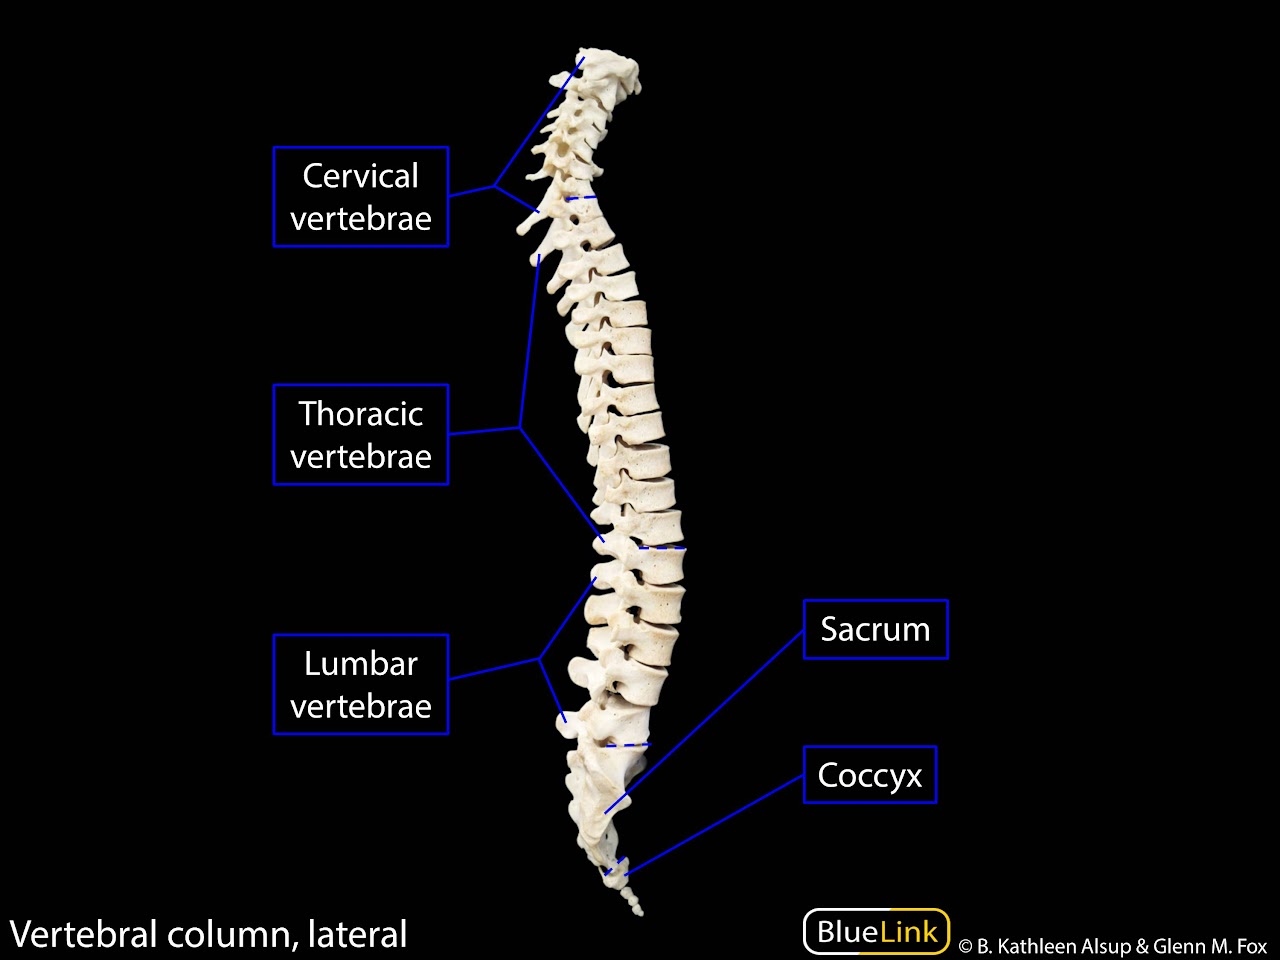 Cervical
vertebrae
Thoracic
vertebrae
Lumbar
vertebrae
Sacrum
Coccyx
Vertebral column, lateral
BlueLink
© B. Kathleen Alsup & Glenn M. Fox